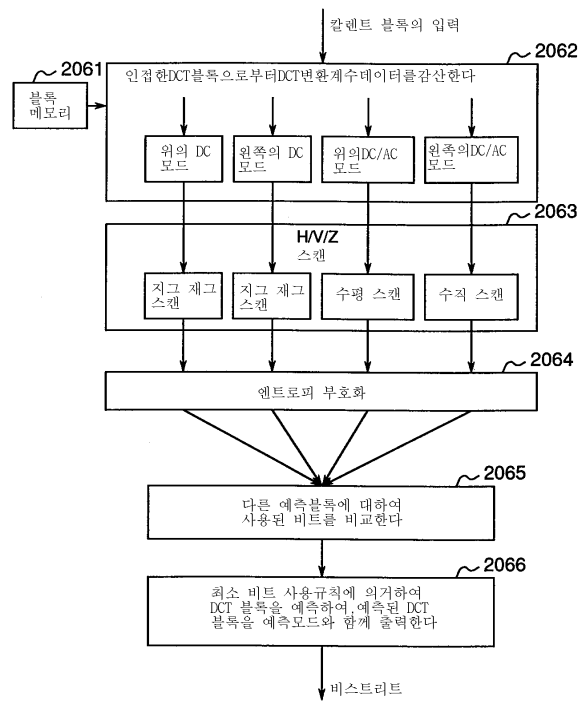 칼렌트 블록의 입력
2061
2062
인접한DCT블록으로부터DCT변환계수데이터를감산한다
블록
메모리
위의 DC
모드
왼쪽의 DC
모드
위의DC/AC
모드
왼쪽의DC/AC
모드
2063
H/V/Z
스캔
지그 재그
스캔
지그 재그
스캔
수평 스캔
수직 스캔
2064
엔트로피 부호화
2065
다른 예측블록에 대하여
사용된 비트를 비교한다
2066
최소 비트 사용규칙에 의거하여
DCT 블록을 예측하여,예측된 DCT
블록을 예측모드와 함께 출력한다
비스트리트